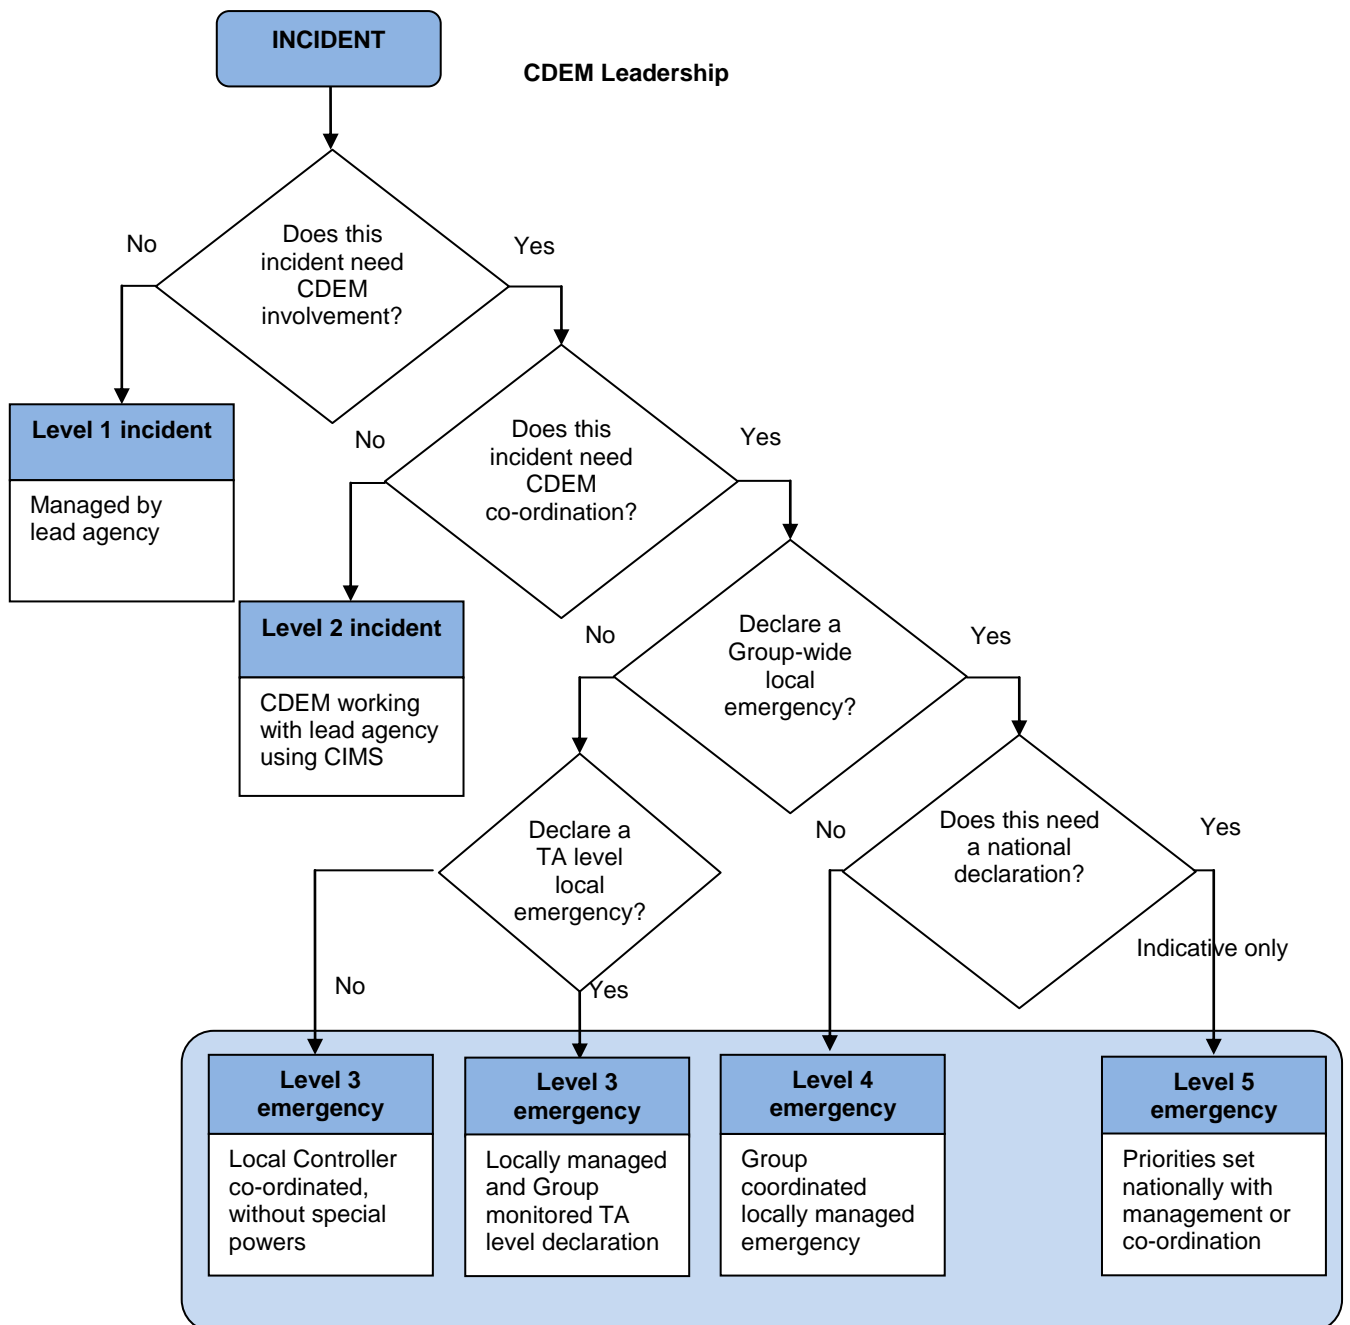 INCIDENT
CDEM Leadership
No
Does this
incident need
CDEM
involvement?
Yes
Level 1 incident
Managed by
lead agency
No
Does this
incident need
CDEM
co-ordination?
Yes
Level 2 incident
CDEM working
with lead agency
using CIMS
No
Declare a
Group-wide
local
emergency?
Yes
Declare a
TA level
local
emergency?
No
Does this need
a national
declaration?
Yes
Indicative only
No
Yes
Level 3
emergency
Local Controller
co-ordinated,
without special
powers
Level 3
emergency
Locally managed
and Group
monitored TA
level declaration
Level 4
emergency
Group
coordinated
locally managed
emergency
Level 5
emergency
Priorities set
nationally with
management or
co-ordination